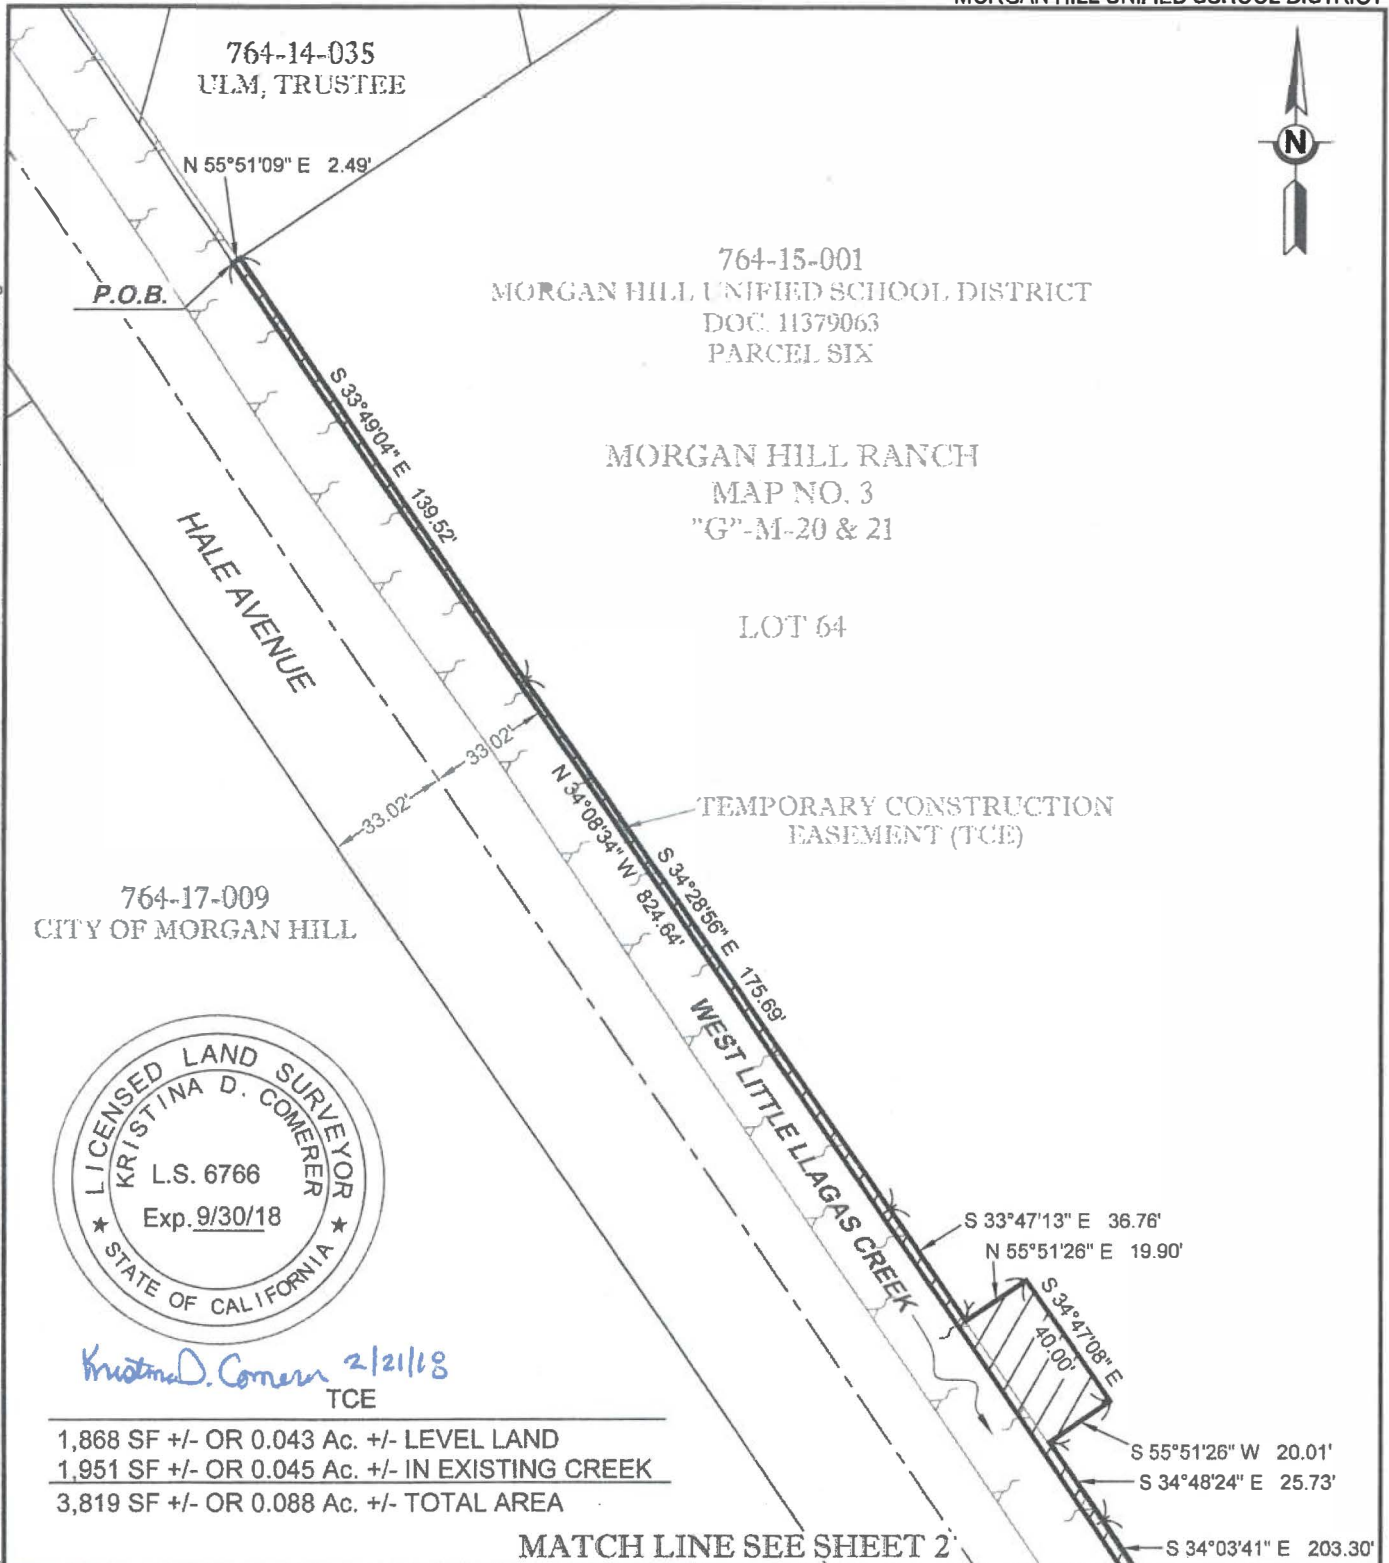 MORGAN HILL UNIFIED SCHOOL DISTRICT
764-14-035
ULM, TRUSTEE
N 55°51'09" E 2.49'
N
P.O.B.
764-15-001
MORGAN HILL UNIFIED SCHOOL DISTRICT
DOC. 11379063
PARCEL SIX
S 33°49'04" E 139.52'
MORGAN HILL RANCH
MAP NO. 3
"G"-M-20 & 21
HALE AVENUE
LOT 64
33.02'
33.02'
N 34°08'34" W 824.64'
TEMPORARY CONSTRUCTION
EASEMENT (TCE)
S 34°28'56" E 175.69'
764-17-009
CITY OF MORGAN HILL
WEST LITTLE LLAGAS CREEK
LICENSED LAND SURVEYOR
KRISTINA D. COMERER
L.S. 6766
Exp. 9/30/18
★ STATE OF CALIFORNIA ★
S 33°47'13" E 36.76'
N 55°51'26" E 19.90'
S 34°47'08" E
40.00'
Kristina D. Comerer 2/21/18
TCE
1,868 SF +/- OR 0.043 Ac. +/- LEVEL LAND
1,951 SF +/- OR 0.045 Ac. +/- IN EXISTING CREEK
3,819 SF +/- OR 0.088 Ac. +/- TOTAL AREA
S 55°51'26" W 20.01'
S 34°48'24" E 25.73'
MATCH LINE SEE SHEET 2
S 34°03'41" E 203.30'